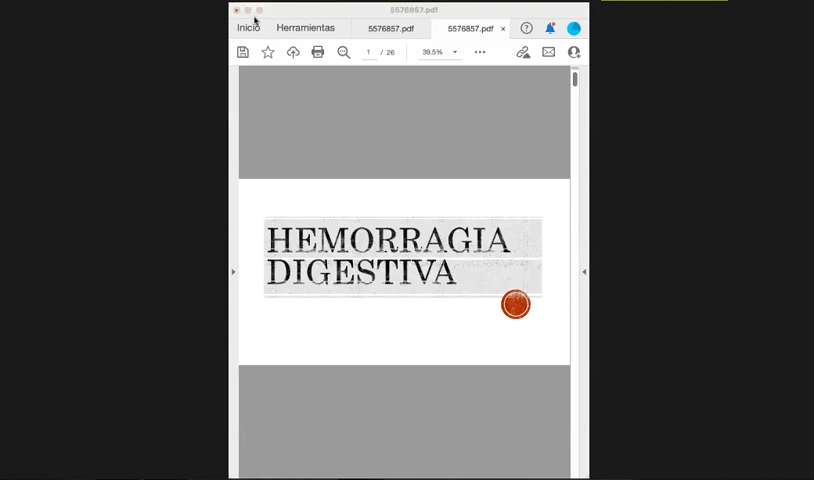 5576857.pdf
Inicio
Herramientas
5576857.pdf
5576857.pdf ×
1 / 26
39.5%
HEMORRAGIA
DIGESTIVA